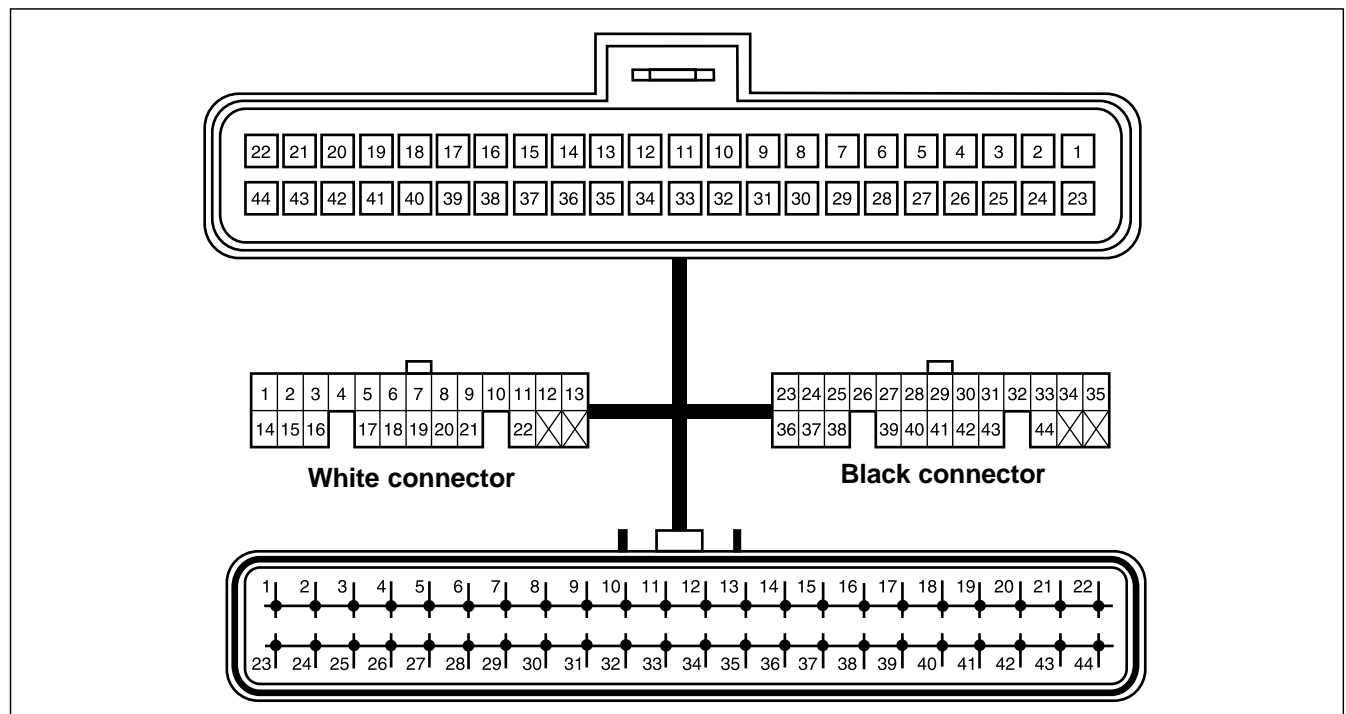 22 21 20 19 18 17 16 15 14 13 12 11 10 9 8 7 6 5 4 3 2 1
44 43 42 41 40 39 38 37 36 35 34 33 32 31 30 29 28 27 26 25 24 23
1 2 3 4 5 6 7 8 9 10 11 12 13
14 15 16 17 18 19 20 21 22
White connector
23 24 25 26 27 28 29 30 31 32 33 34 35
36 37 38 39 40 41 42 43 44
Black connector
1 2 3 4 5 6 7 8 9 10 11 12 13 14 15 16 17 18 19 20 21 22
23 24 25 26 27 28 29 30 31 32 33 34 35 36 37 38 39 40 41 42 43 44